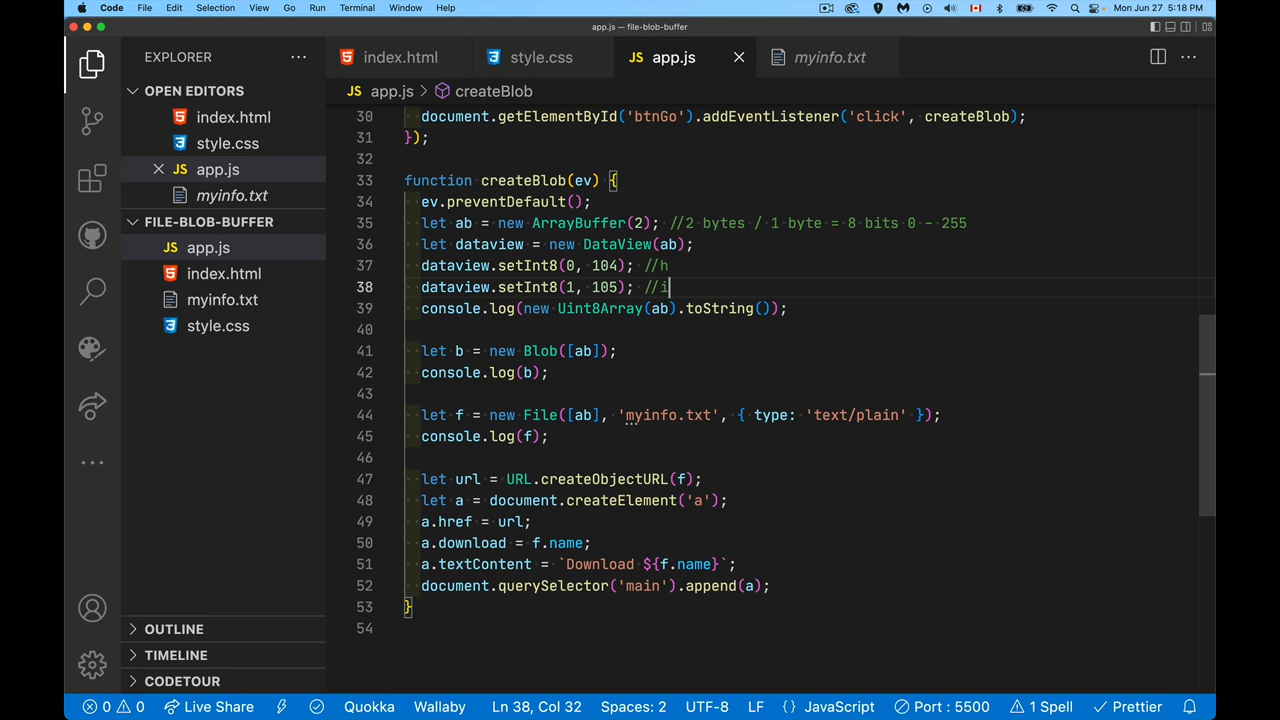 Code File Edit Selection View Go Run Terminal Window Help Mon Jun 27 5:18 PM
app.js — file-blob-buffer
EXPLORER
index.html style.css app.js myinfo.txt
OPEN EDITORS
app.js > createBlob
index.html
style.css
app.js
myinfo.txt
FILE-BLOB-BUFFER
app.js
index.html
myinfo.txt
style.css
30 document.getElementById('btnGo').addEventListener('click', createBlob);
31 });
32
33 function createBlob(ev) {
34 ev.preventDefault();
35 let ab = new ArrayBuffer(2); //2 bytes / 1 byte = 8 bits 0 - 255
36 let dataview = new DataView(ab);
37 dataview.setInt8(0, 104); //h
38 dataview.setInt8(1, 105); //i
39 console.log(new Uint8Array(ab).toString());
40
41 let b = new Blob([ab]);
42 console.log(b);
43
44 let f = new File([ab], 'myinfo.txt', { type: 'text/plain' });
45 console.log(f);
46
47 let url = URL.createObjectURL(f);
48 let a = document.createElement('a');
49 a.href = url;
50 a.download = f.name;
51 a.textContent = `Download ${f.name}`;
52 document.querySelector('main').append(a);
53 }
54
OUTLINE
TIMELINE
CODETOUR
0 0 Live Share Quokka Wallaby Ln 38, Col 32 Spaces: 2 UTF-8 LF {} JavaScript Port : 5500 1 Spell Prettier